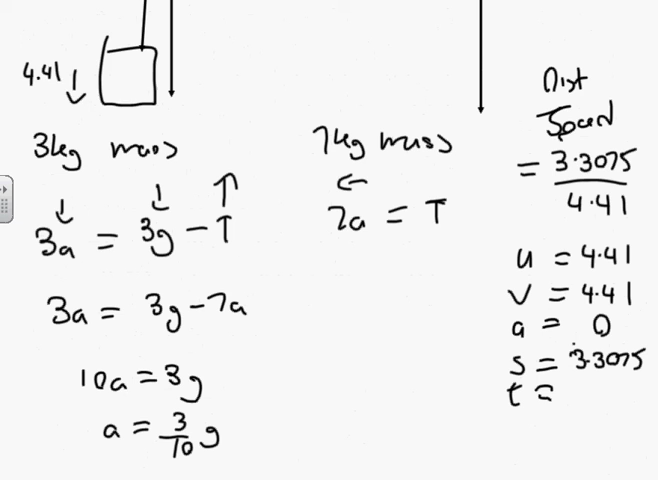 4.41 ↓
3kg mass
↓ ↓ ↑
3a = 3g - T
3a = 3g - 7a
10a = 3g
a = 3/10 g
7kg mass
←
7a = T
Dist
Speed
= 3.3075/4.41
u = 4.41
v = 4.41
a = 0
s = 3.3075
t =